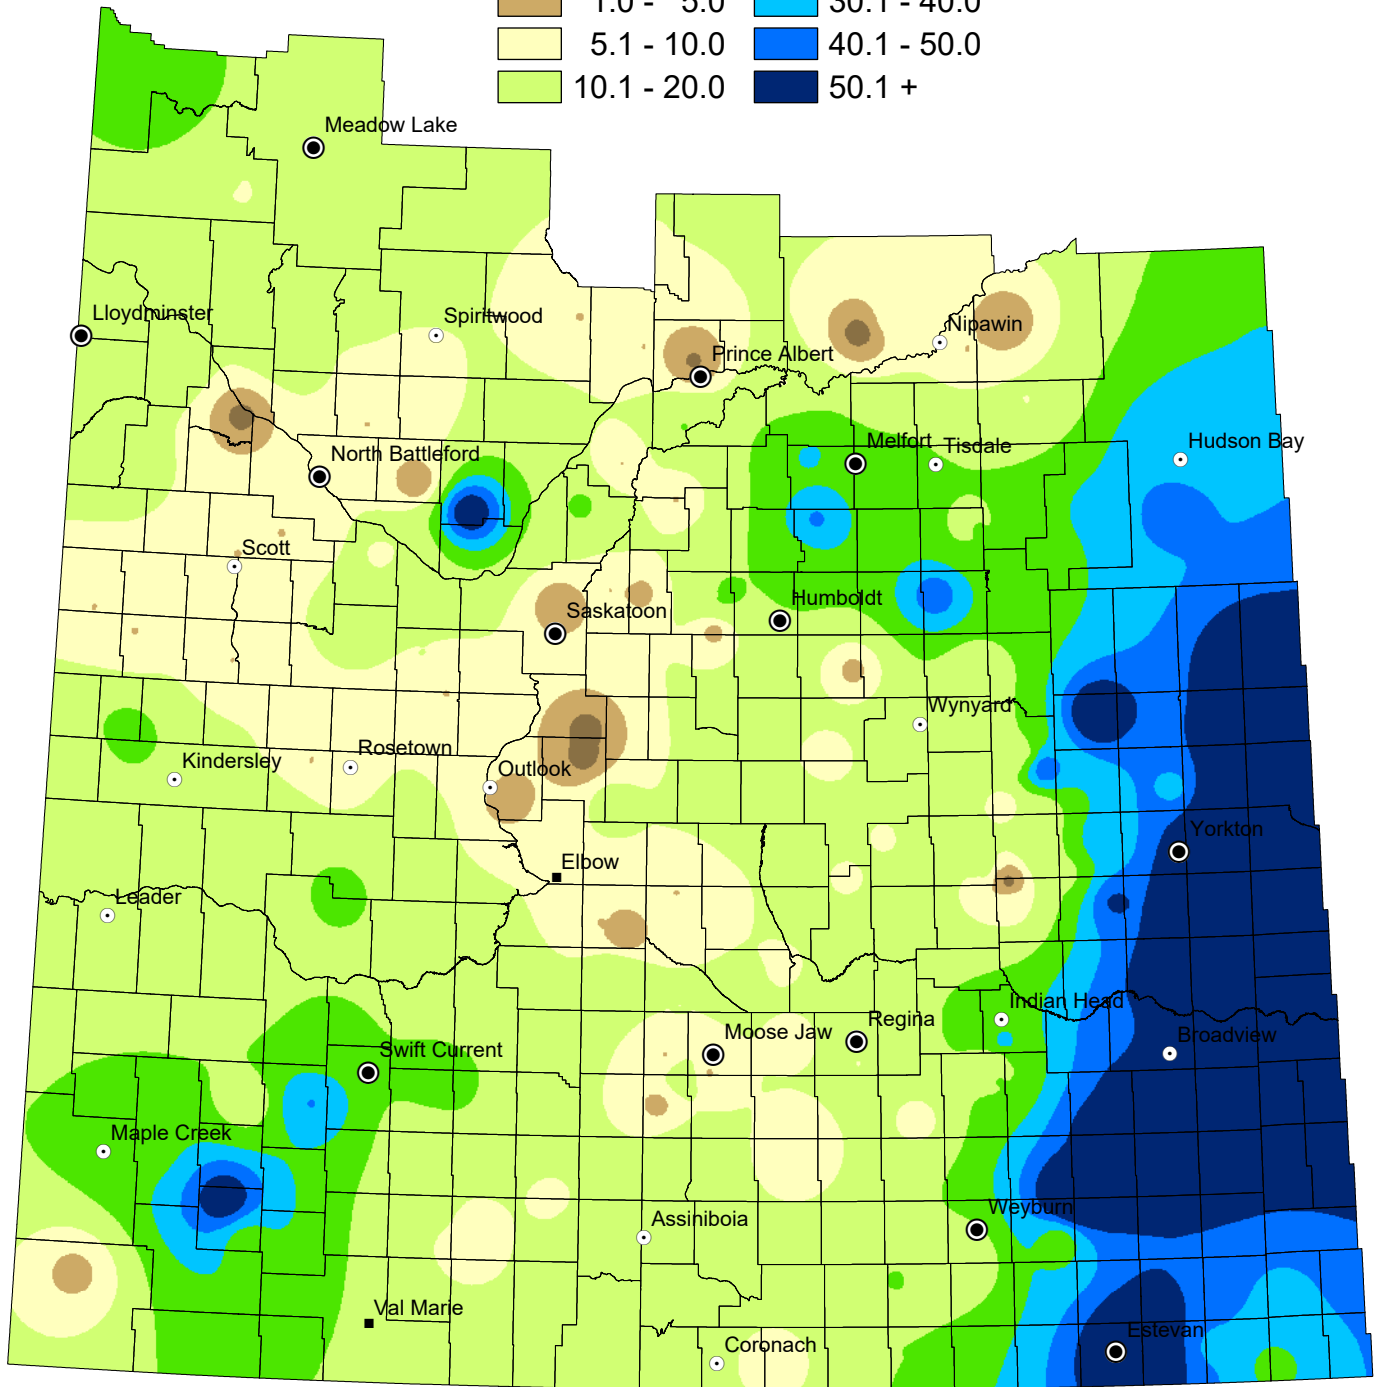 1.0 - 5.0
30.1 - 40.0
5.1 - 10.0
40.1 - 50.0
10.1 - 20.0
50.1 +
Meadow Lake
Lloydminster
Spiritwood
Nipawin
Prince Albert
North Battleford
Melfort
Tisdale
Hudson Bay
Scott
Saskatoon
Humboldt
Wynyard
Kindersley
Rosetown
Outlook
Yorkton
Elbow
Leader
Indian Head
Regina
Moose Jaw
Broadview
Swift Current
Maple Creek
Weyburn
Assiniboia
Val Marie
Estevan
Coronach